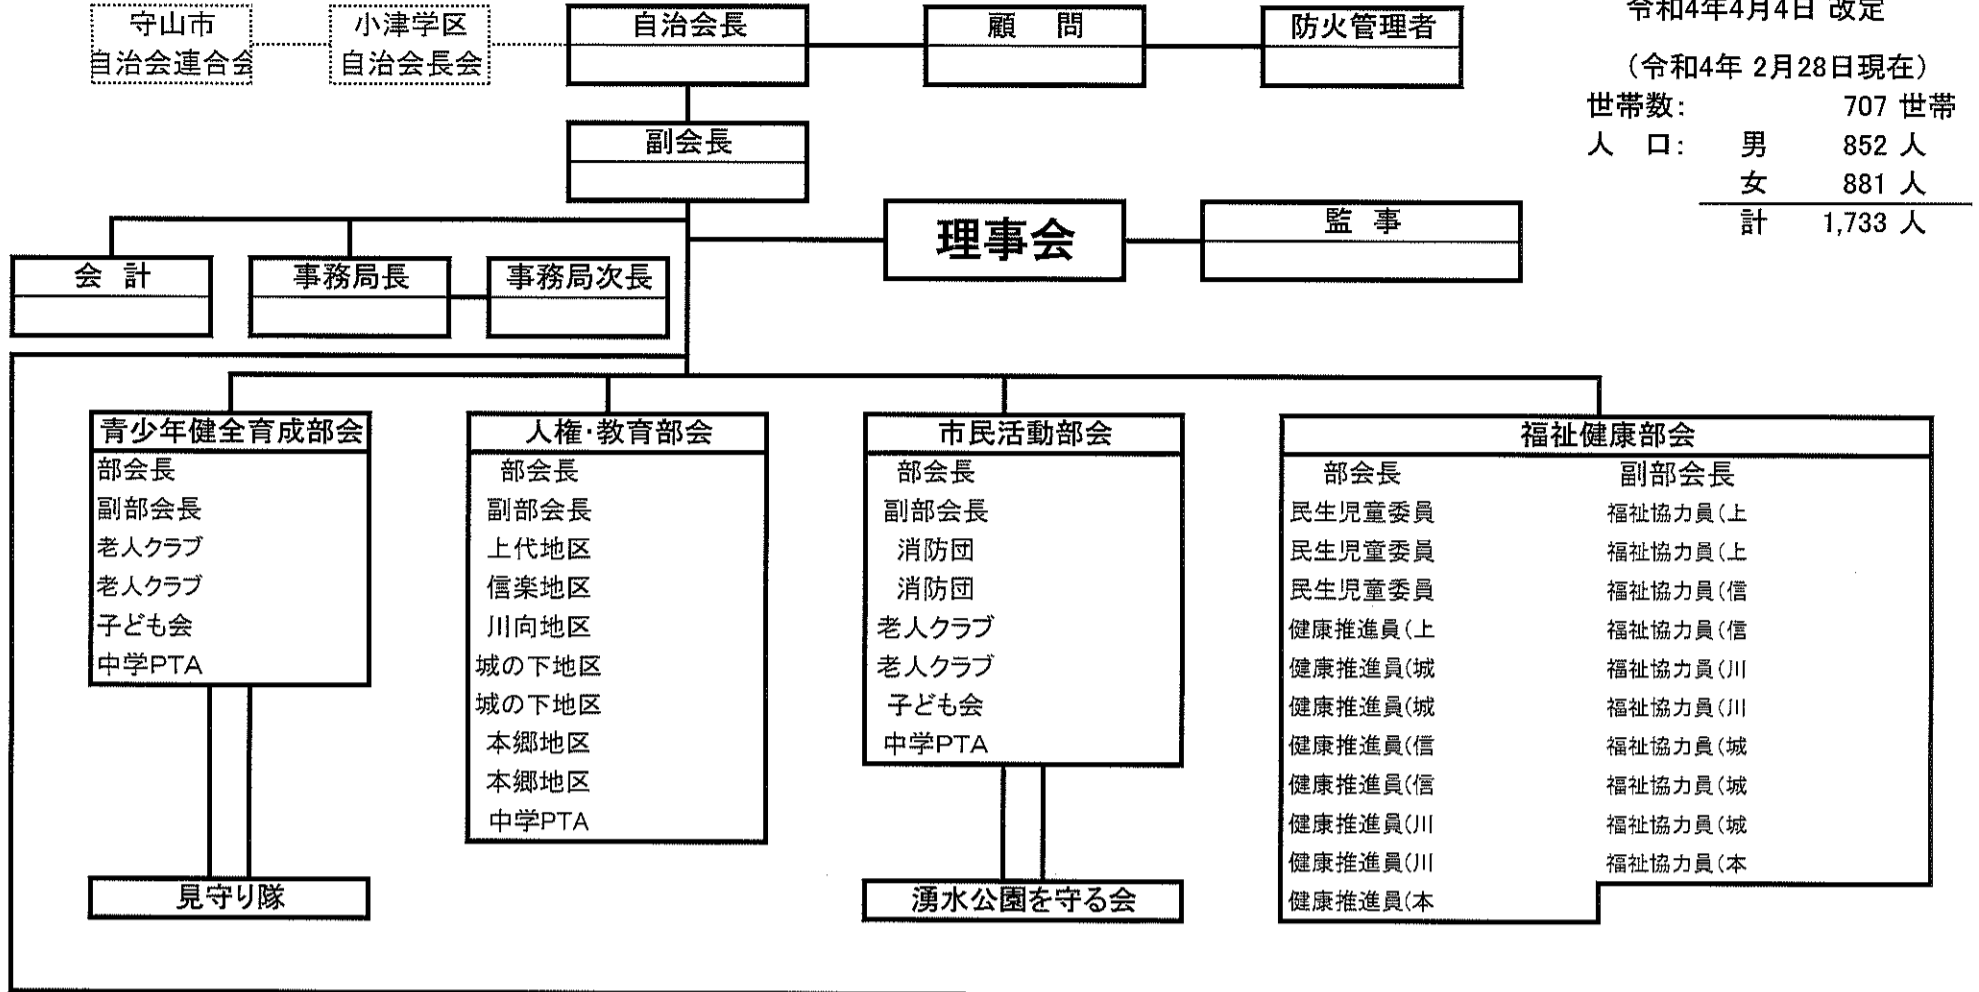 令和4年4月4日 改定
守山市
自治会連合会
小津学区
自治会長会
自治会長
顧 問
防火管理者
（令和4年 2月28日現在）
世帯数： 707 世帯
人 口： 男 852 人
女 881 人
計 1,733 人
副会長
理事会
監 事
会 計
事務局長
事務局次長
青少年健全育成部会
部会長
副部会長
老人クラブ
老人クラブ
子ども会
中学PTA
見守り隊
人権・教育部会
部会長
副部会長
上代地区
信楽地区
川向地区
城の下地区
城の下地区
本郷地区
本郷地区
中学PTA
市民活動部会
部会長
副部会長
消防団
消防団
老人クラブ
老人クラブ
子ども会
中学PTA
湧水公園を守る会
福祉健康部会
部会長 副部会長
民生児童委員 福祉協力員(上
民生児童委員 福祉協力員(上
民生児童委員 福祉協力員(信
健康推進員(上 福祉協力員(信
健康推進員(城 福祉協力員(川
健康推進員(城 福祉協力員(川
健康推進員(信 福祉協力員(城
健康推進員(信 福祉協力員(城
健康推進員(川 福祉協力員(城
健康推進員(川 福祉協力員(本
健康推進員(本